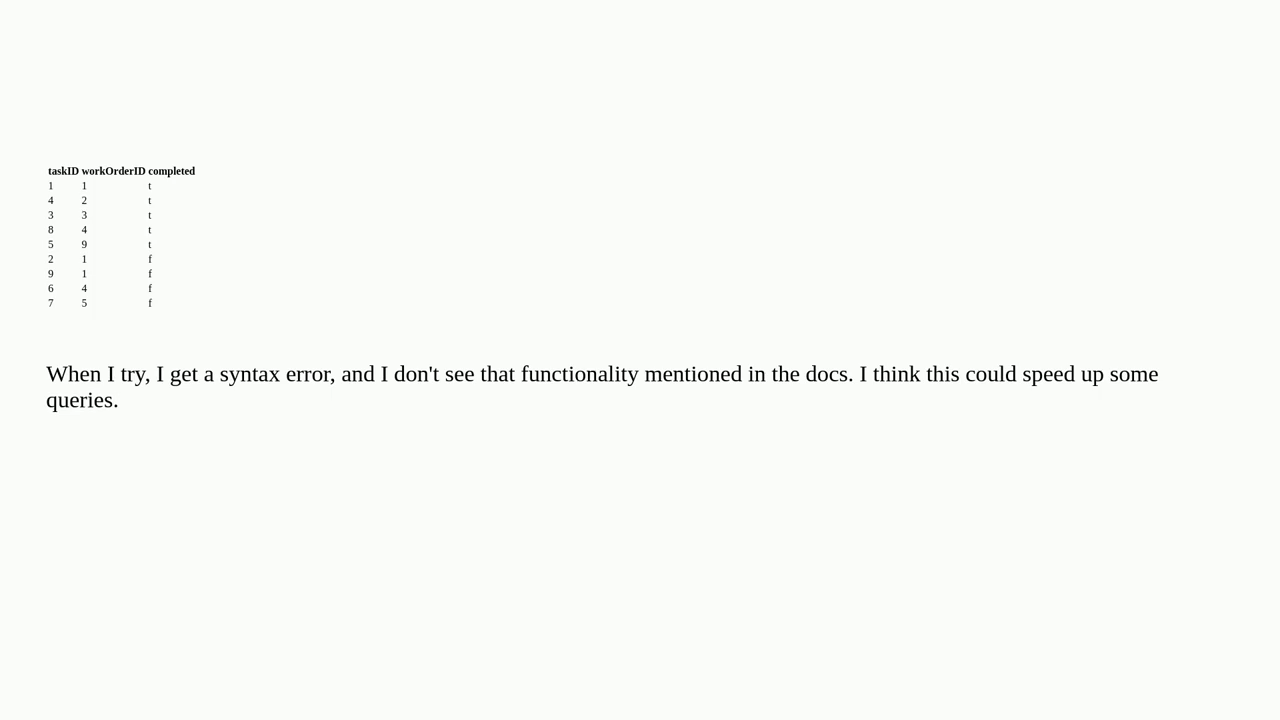 taskID workOrderID completed
1 1 t
4 2 t
3 3 t
8 4 t
5 9 t
2 1 f
9 1 f
6 4 f
7 5 f
When I try, I get a syntax error, and I don't see that functionality mentioned in the docs. I think this could speed up some
queries.